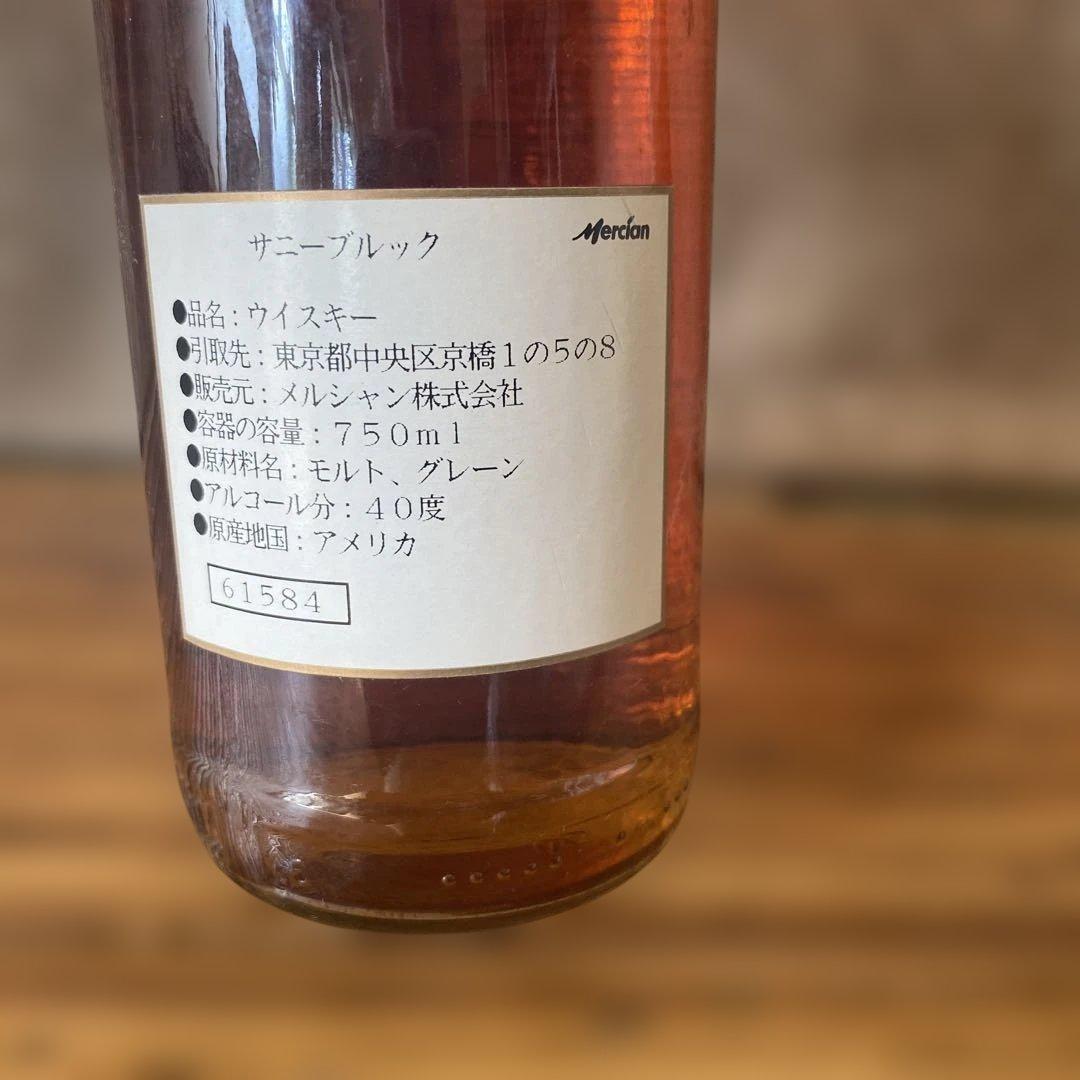 サニーブルック
Mercian
●品名：ウイスキー
●引取先：東京都中央区京橋１の５の８
●販売元：メルシャン株式会社
●容器の容量：７５０ｍｌ
●原材料名：モルト、グレーン
●アルコール分：４０度
●原産地国：アメリカ
61584